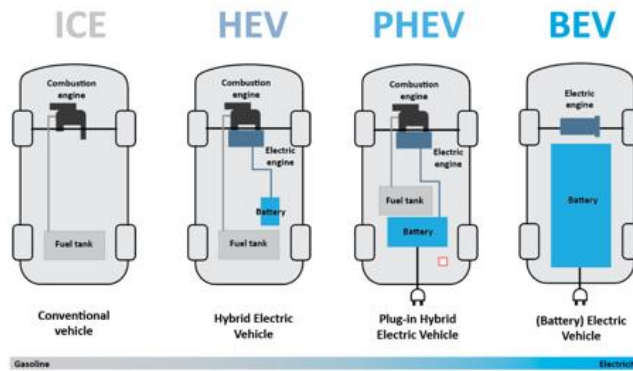 ICE HEV PHEV BEV
Combustion
engine
Fuel tank
Conventional
vehicle
Combustion
engine
Electric
engine
Battery
Fuel tank
Hybrid Electric
Vehicle
Combustion
engine
Electric
engine
Fuel tank
Battery
Plug-in Hybrid
Electric Vehicle
Electric
engine
Battery
(Battery) Electric
Vehicle
Gasoline